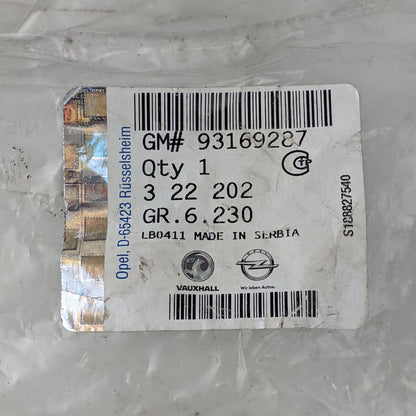 GM# 93169287
Qty 1
3 22 202
GR.6.230
LB0411 MADE IN SERBIA
VAUXHALL
Wir leben Autos.
Opel, D-65423 Rüsselsheim
S188827540